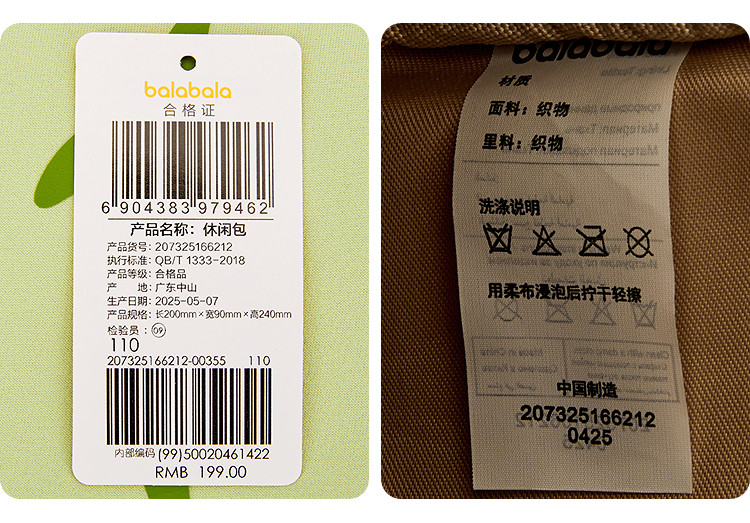 balabala
合格证
6 904383 979462
产品名称：休闲包
产品货号：207325166212
执行标准：QB/T 1333-2018
产品等级：合格品
产 地：广东中山
生产日期：2025-05-07
产品规格：长200mm×宽90mm×高240mm
检验员：09
110
207325166212-00355 110
内部编码 (99)50020461422
RMB 199.00
balabala
材质
面料：织物
里料：织物
洗涤说明
用柔布浸泡后拧干轻擦
中国制造
207325166212
0425